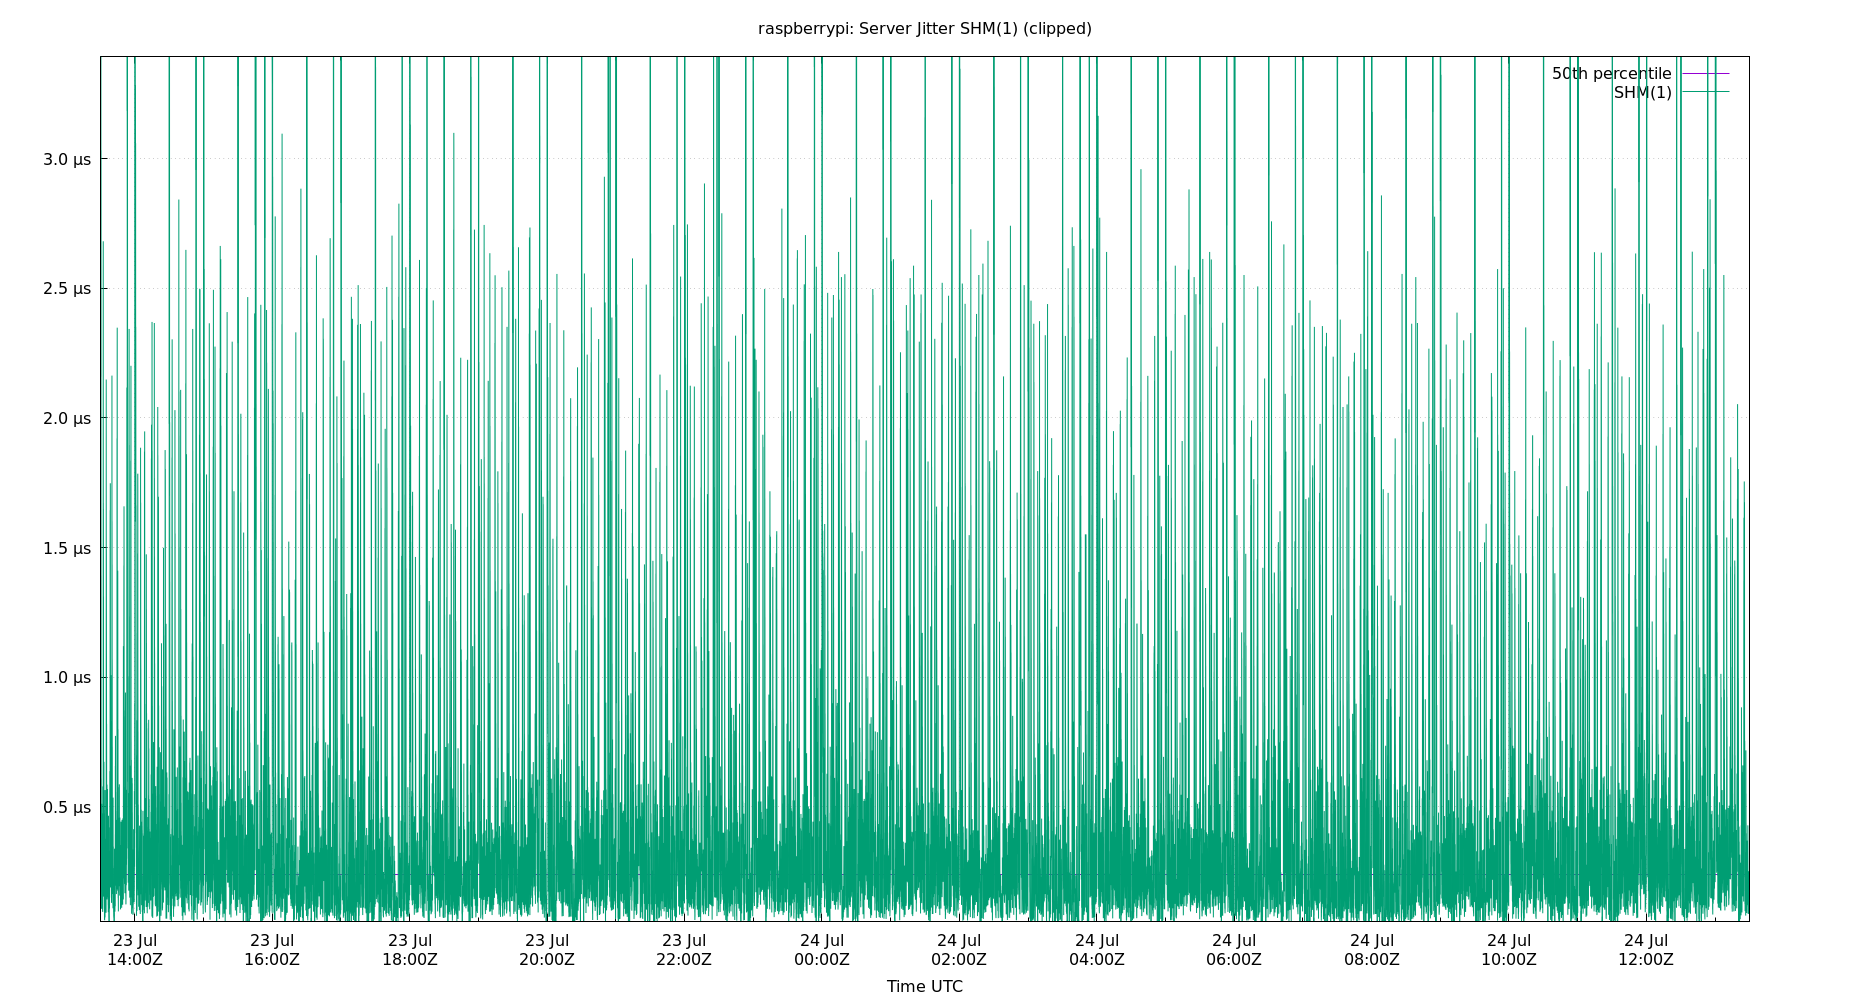 raspberrypi: Server Jitter SHM(1) (clipped)
50th percentile
SHM(1)
3.0 µs
2.5 µs
2.0 µs
1.5 µs
1.0 µs
0.5 µs
23 Jul 23 Jul 23 Jul 23 Jul 23 Jul 24 Jul 24 Jul 24 Jul 24 Jul 24 Jul 24 Jul 24 Jul
14:00Z 16:00Z 18:00Z 20:00Z 22:00Z 00:00Z 02:00Z 04:00Z 06:00Z 08:00Z 10:00Z 12:00Z
Time UTC